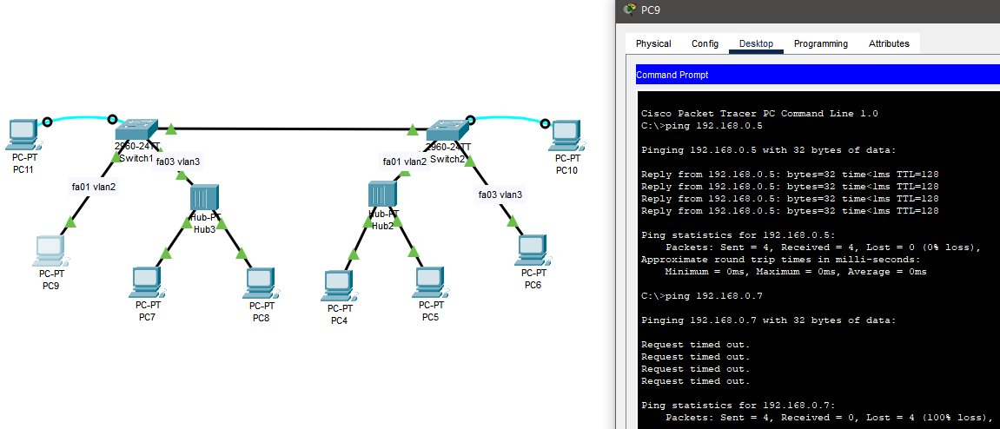 PC9
Physical Config Desktop Programming Attributes
Command Prompt
Cisco Packet Tracer PC Command Line 1.0
C:\>ping 192.168.0.5
Pinging 192.168.0.5 with 32 bytes of data:
Reply from 192.168.0.5: bytes=32 time<1ms TTL=128
Reply from 192.168.0.5: bytes=32 time<1ms TTL=128
Reply from 192.168.0.5: bytes=32 time<1ms TTL=128
Reply from 192.168.0.5: bytes=32 time<1ms TTL=128
Ping statistics for 192.168.0.5:
Packets: Sent = 4, Received = 4, Lost = 0 (0% loss),
Approximate round trip times in milli-seconds:
Minimum = 0ms, Maximum = 0ms, Average = 0ms
C:\>ping 192.168.0.7
Pinging 192.168.0.7 with 32 bytes of data:
Request timed out.
Request timed out.
Request timed out.
Request timed out.
Ping statistics for 192.168.0.7:
Packets: Sent = 4, Received = 0, Lost = 4 (100% loss),
PC-PT
PC11
2960-24TT
Switch1
fa01 vlan2
fa03 vlan3
Hub-PT
Hub3
PC-PT
PC9
PC-PT
PC7
PC-PT
PC8
2960-24TT
Switch2
fa01 vlan2
fa03 vlan3
Hub-PT
Hub2
PC-PT
PC10
PC-PT
PC4
PC-PT
PC5
PC-PT
PC6